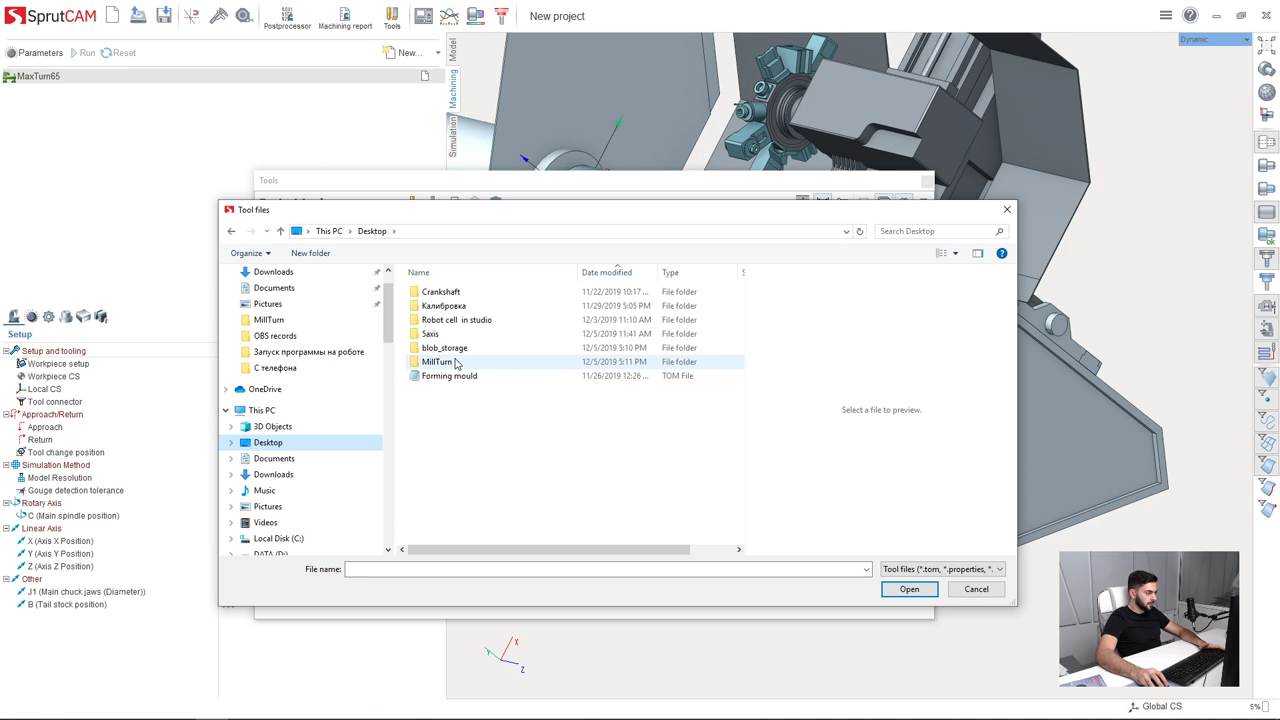 SprutCAM
Postprocessor
Machining report
Tools
New project
Parameters
Run
Reset
New...
Dynamic
MaxTurn65
Model
Machining
Simulation
Tools
Tool files
This PC
Desktop
Search Desktop
Organize
New folder
Downloads
Documents
Pictures
MillTurn
OBS records
Запуск программы на роботе
С телефона
OneDrive
This PC
3D Objects
Desktop
Documents
Downloads
Music
Pictures
Videos
Local Disk (C:)
DATA (D:)
Name
Date modified
Type
Crankshaft 11/22/2019 10:17 ... File folder
Калибровка 11/29/2019 5:05 PM File folder
Robot cell in studio 12/3/2019 11:10 AM File folder
5axis 12/5/2019 11:41 AM File folder
blob_storage 12/5/2019 5:10 PM File folder
MillTurn 12/5/2019 5:11 PM File folder
Forming mould 11/26/2019 12:26 ... TOM File
Select a file to preview.
File name:
Tool files (*.tom, *.properties, *.
Open
Cancel
Setup
Setup and tooling
Workpiece setup
Workpiece CS
Local CS
Tool connector
Approach/Return
Approach
Return
Tool change position
Simulation Method
Model Resolution
Gouge detection tolerance
Rotary Axis
C (Main spindle position)
Linear Axis
X (Axis X Position)
Y (Axis Y Position)
Z (Axis Z Position)
Other
J1 (Main chuck jaws (Diameter))
B (Tail stock position)
X
Y
Z
Global CS
5%